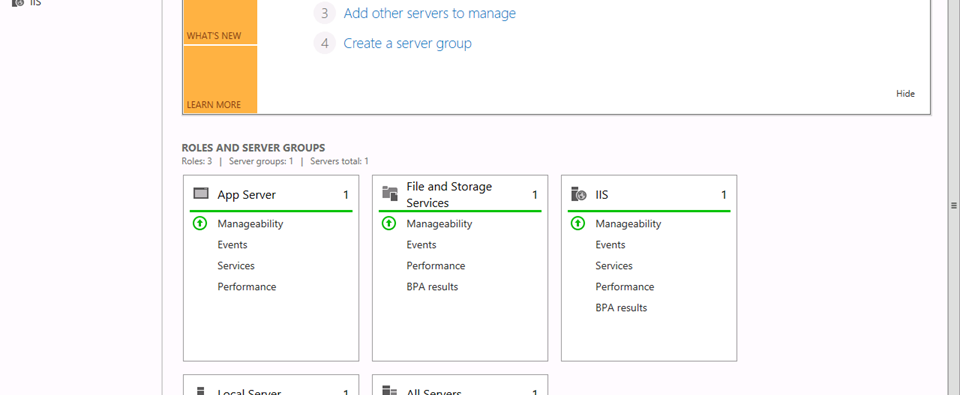 IIS
3 Add other servers to manage
WHAT'S NEW
4 Create a server group
Hide
LEARN MORE
ROLES AND SERVER GROUPS
Roles: 3 | Server groups: 1 | Servers total: 1
App Server 1
Manageability
Events
Services
Performance
File and Storage
Services 1
Manageability
Events
Performance
BPA results
IIS 1
Manageability
Events
Services
Performance
BPA results
Local Server 1
All Servers 1